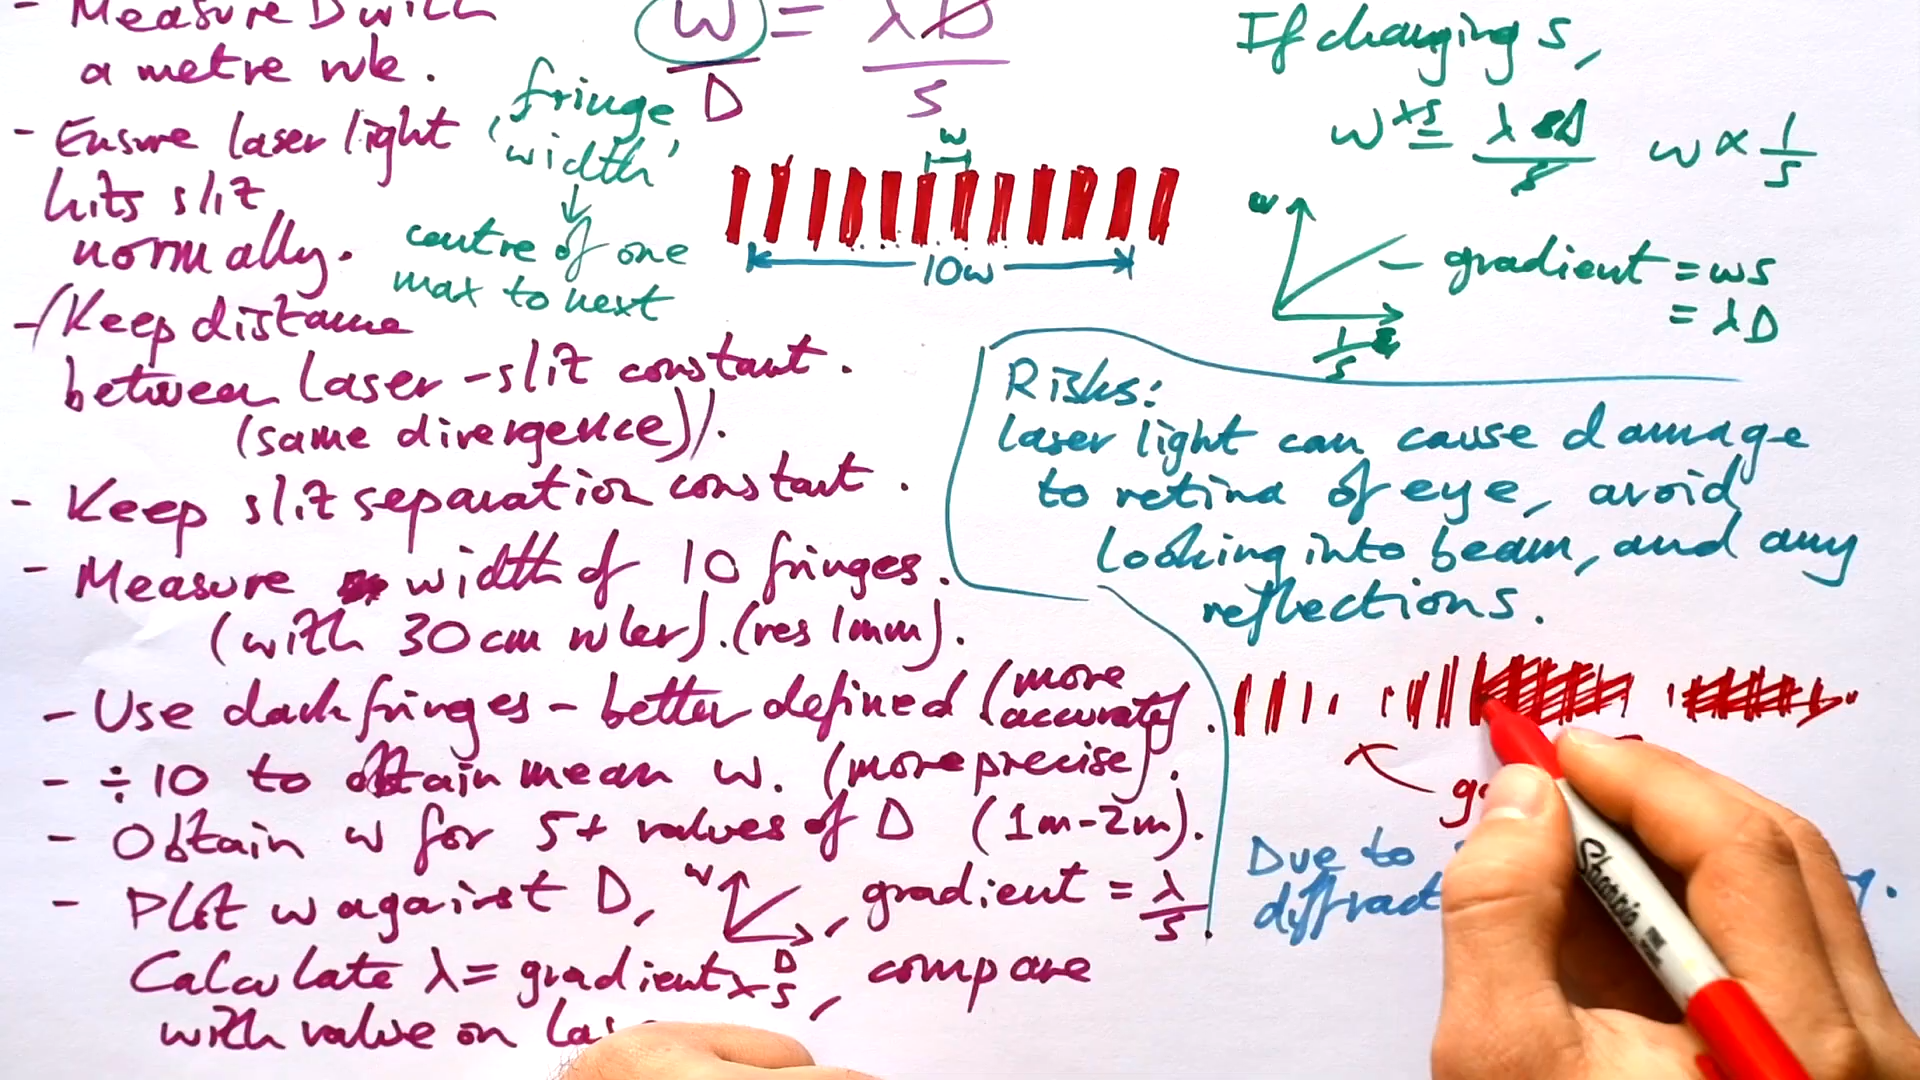 - Measure D with
a metre rule.
- Ensure laser light
hits slit
normally.
- (Keep distance
between laser - slit constant.
(same divergence)).
- Keep slit separation constant.
- Measure width of 10 fringes.
(with 30cm ruler). (res 1mm).
- Use dark fringes - better defined (more
accurate).
- ÷10 to obtain mean w. (more precise).
- Obtain w for 5+ values of D (1m-2m).
- Plot w against D, w D, gradient = λ/s
Calculate λ = gradient × s, compare
with value on
w/D = λD/s
'fringe
width'
↓
centre of one
max to next
w
10w
If changing s,
w ×s = λD/s w ∝ 1/s
w
1/s
gradient = ws
= λD
Risks:
laser light can cause damage
to retina of eye, avoid
looking into beam, and any
reflections.
Due to
Sharpie